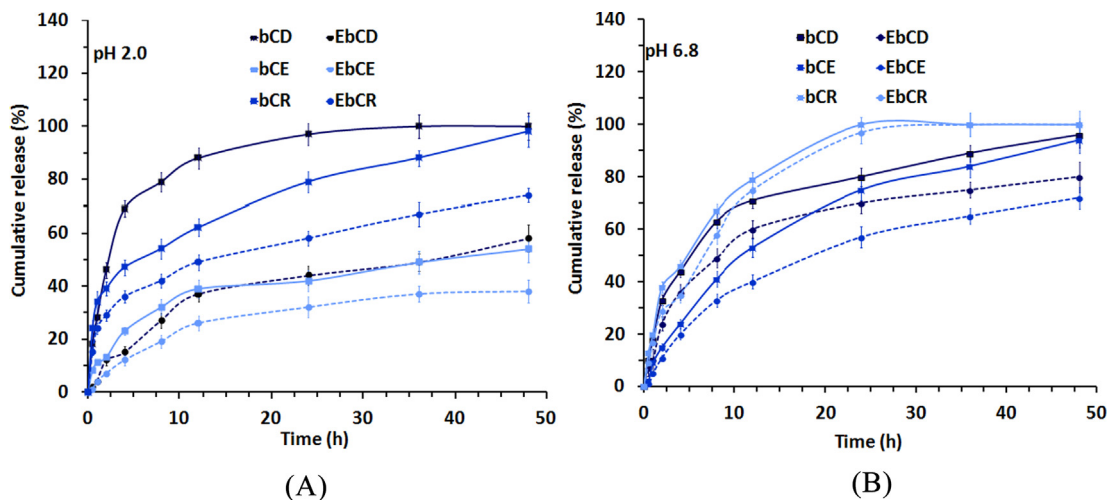 140
120
100
80
60
40
20
0
Cumulative release (%)
pH 2.0
bCD EbCD
bCE EbCE
bCR EbCR
0 10 20 30 40 50
Time (h)
(A)
140
120
100
80
60
40
20
0
Cumulative release (%)
pH 6.8
bCD EbCD
bCE EbCE
bCR EbCR
0 10 20 30 40 50
Time (h)
(B)